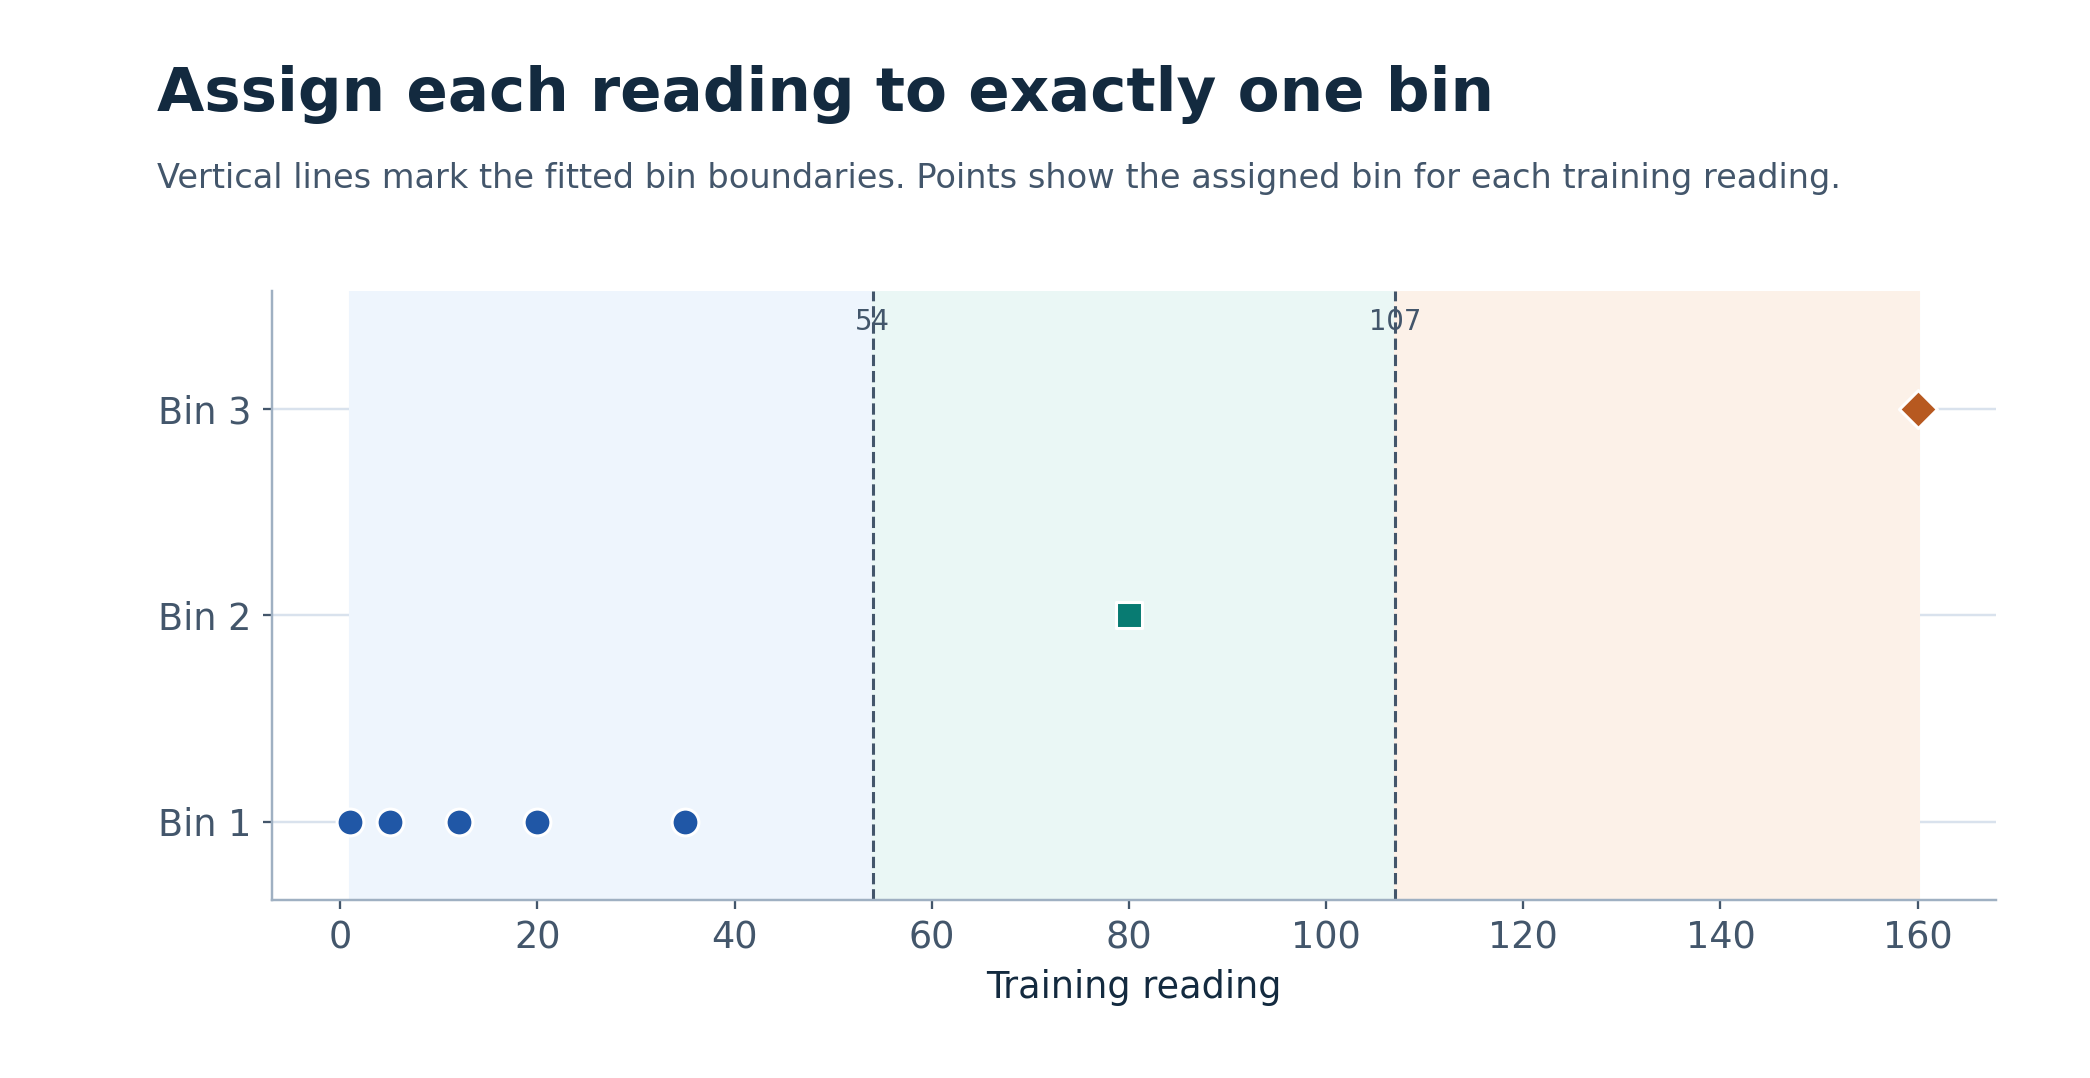 Assign each reading to exactly one bin
Vertical lines mark the fitted bin boundaries. Points show the assigned bin for each training reading.
54 107
Bin 3
Bin 2
Bin 1
0 20 40 60 80 100 120 140 160
Training reading